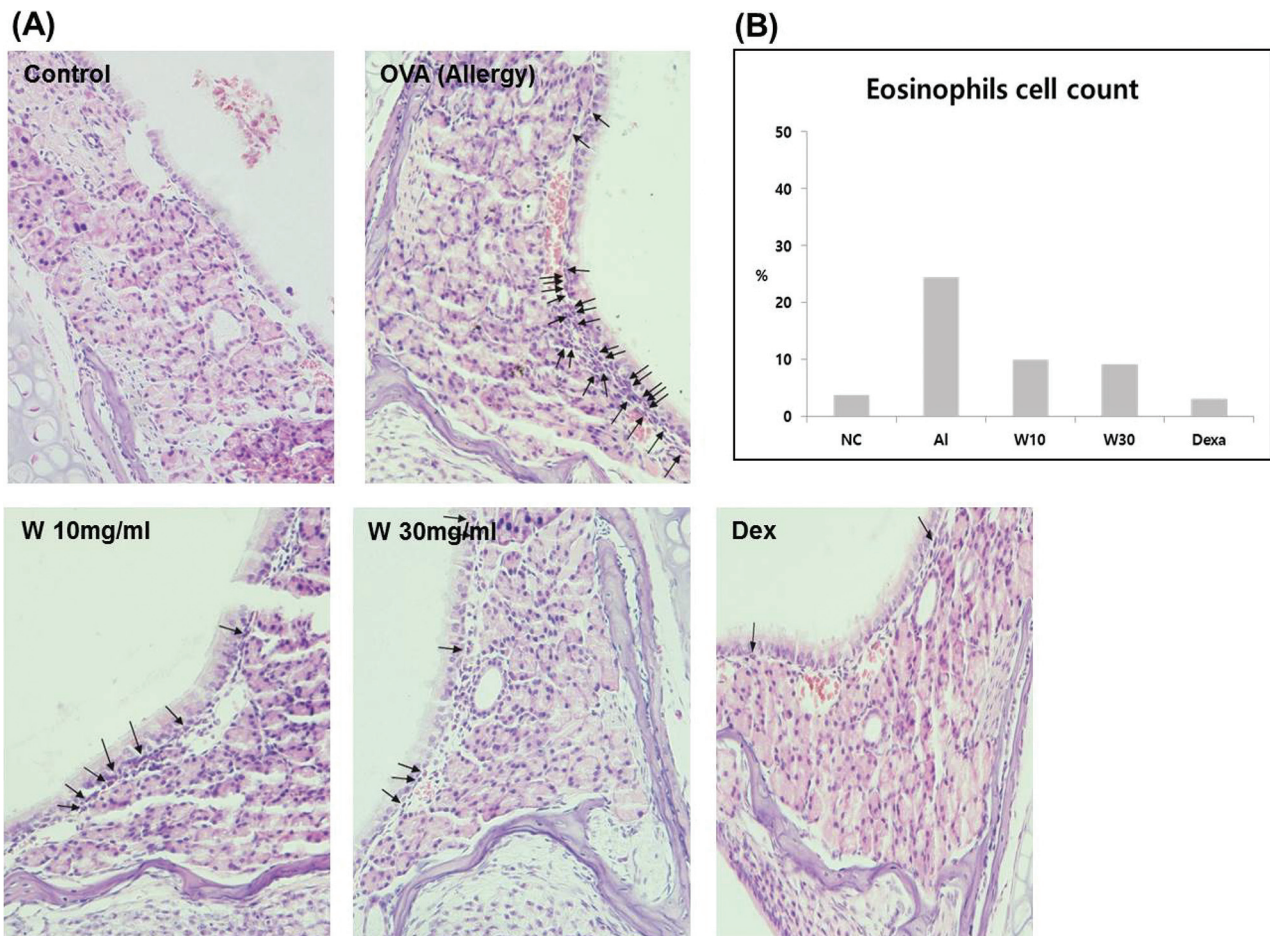 (A)
Control
OVA (Allergy)
W 10mg/ml
W 30mg/ml
Dex
(B)
Eosinophils cell count
50
40
30
%
20
10
0
NC
Al
W10
W30
Dexa